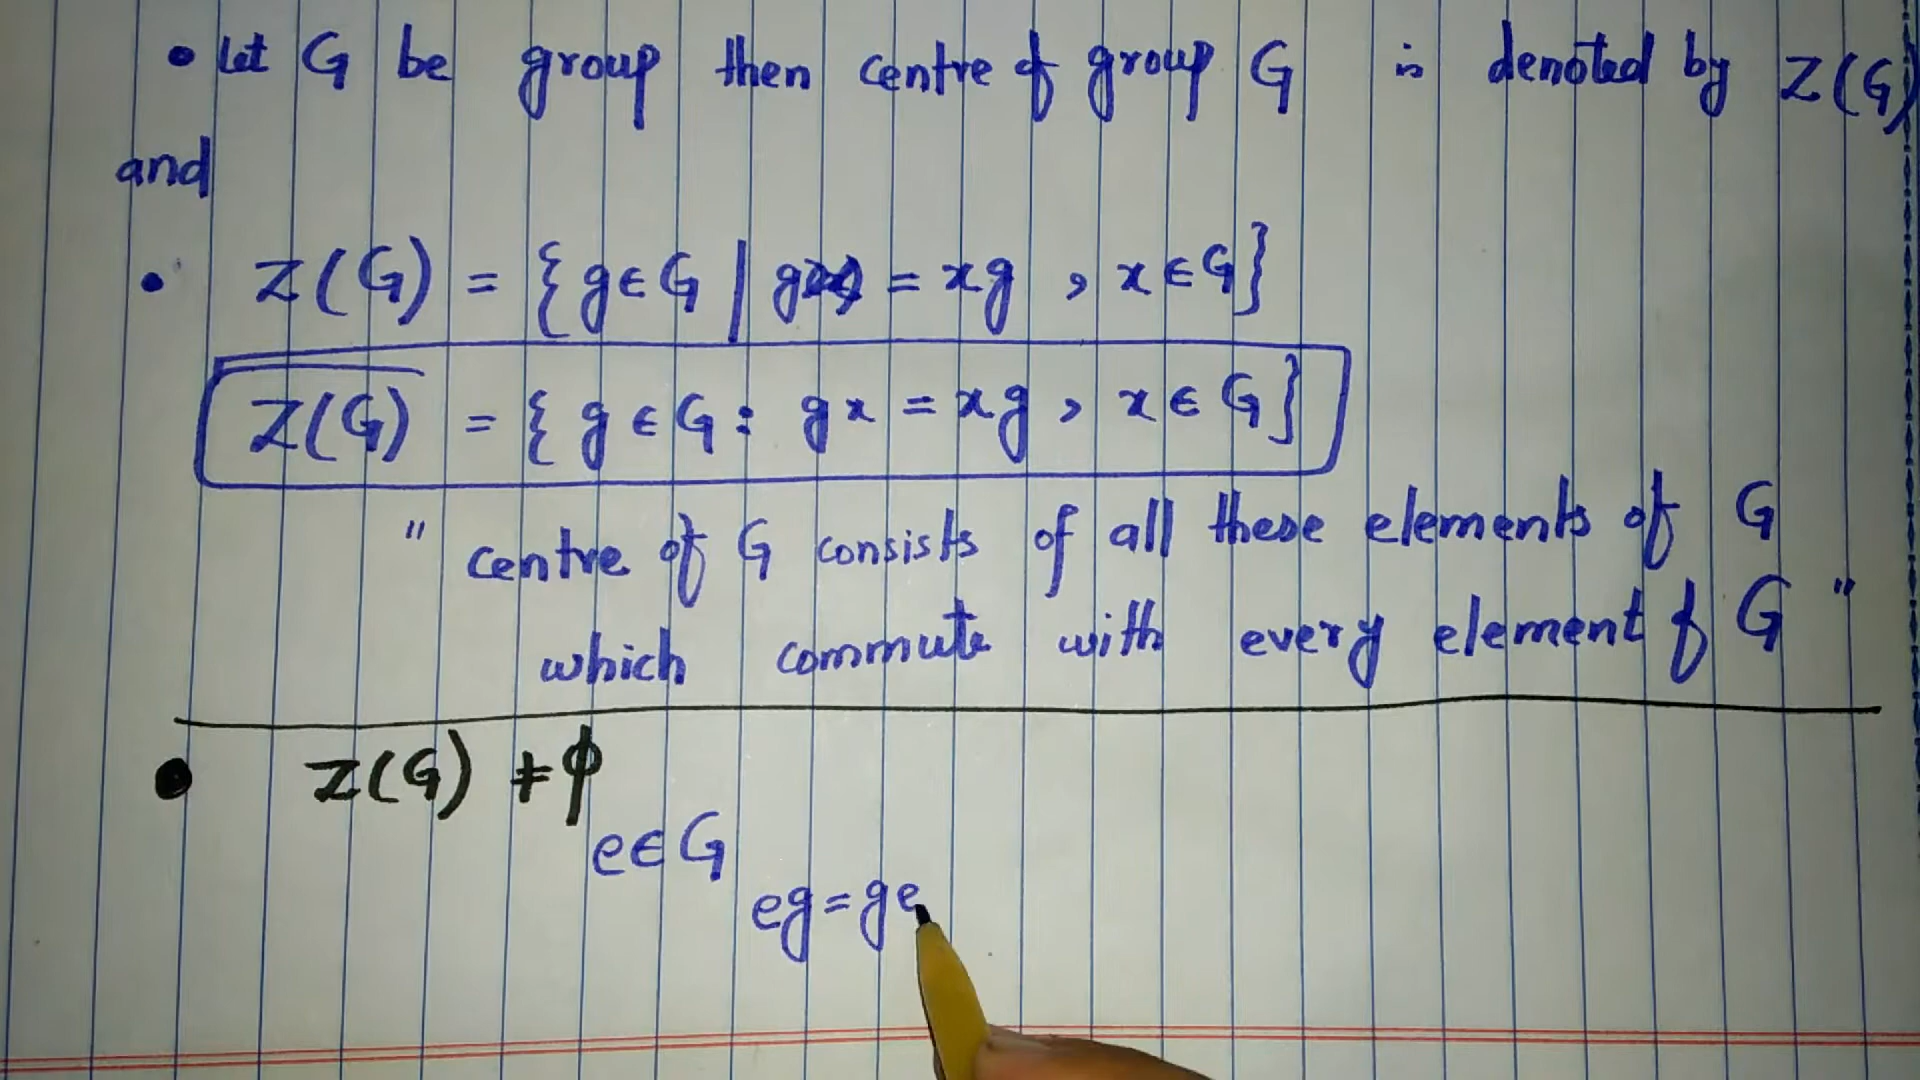 • Let G be group then centre of group G is denoted by Z(G)
and
• Z(G) = {g∈G | gx = xg , x∈G}
Z(G) = { g∈G : gx = xg , x∈G}
" centre of G consists of all these elements of G
which commute with every element of G "
• Z(G) ≠ φ
e∈G
eg = ge